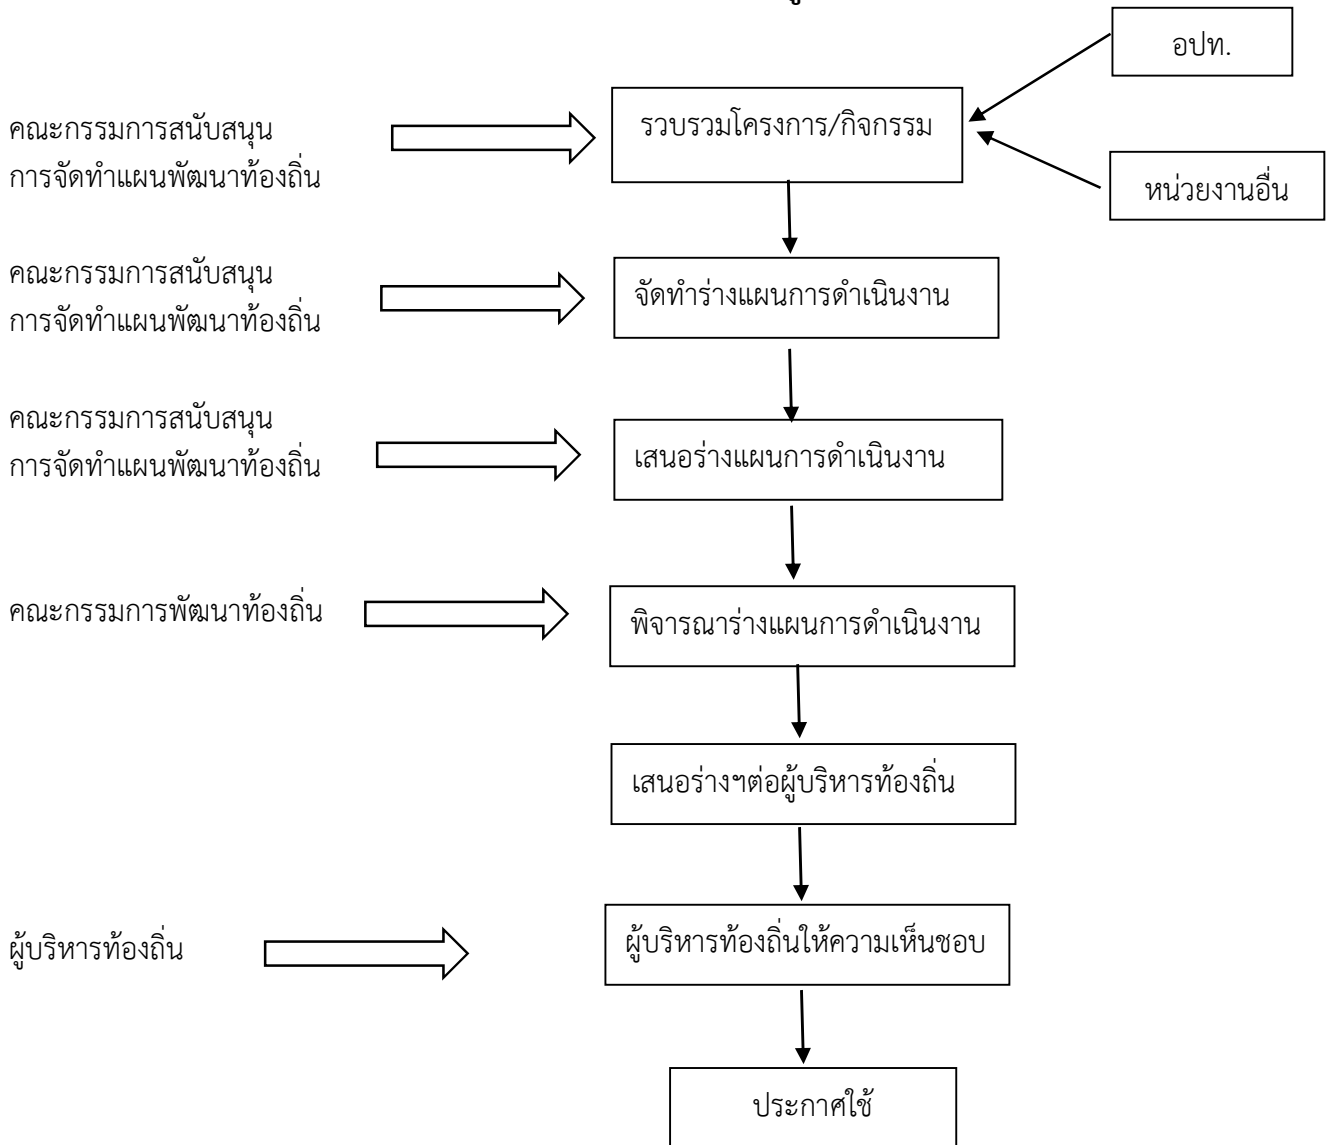 อปท.
คณะกรรมการสนับสนุน
การจัดทำแผนพัฒนาท้องถิ่น
รวบรวมโครงการ/กิจกรรม
หน่วยงานอื่น
คณะกรรมการสนับสนุน
การจัดทำแผนพัฒนาท้องถิ่น
จัดทำร่างแผนการดำเนินงาน
คณะกรรมการสนับสนุน
การจัดทำแผนพัฒนาท้องถิ่น
เสนอร่างแผนการดำเนินงาน
คณะกรรมการพัฒนาท้องถิ่น
พิจารณาร่างแผนการดำเนินงาน
เสนอร่างฯต่อผู้บริหารท้องถิ่น
ผู้บริหารท้องถิ่น
ผู้บริหารท้องถิ่นให้ความเห็นชอบ
ประกาศใช้